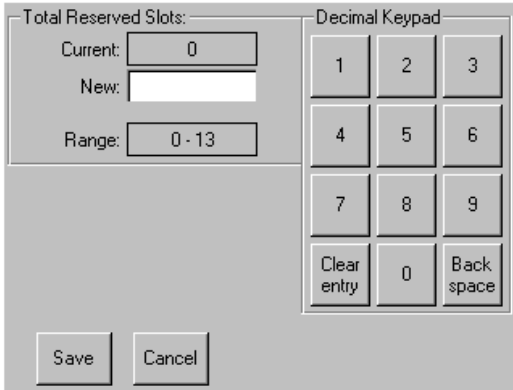 Total Reserved Slots:
Current: 0
New:
Range: 0 - 13
Decimal Keypad
1 2 3
4 5 6
7 8 9
Clear entry 0 Back space
Save Cancel